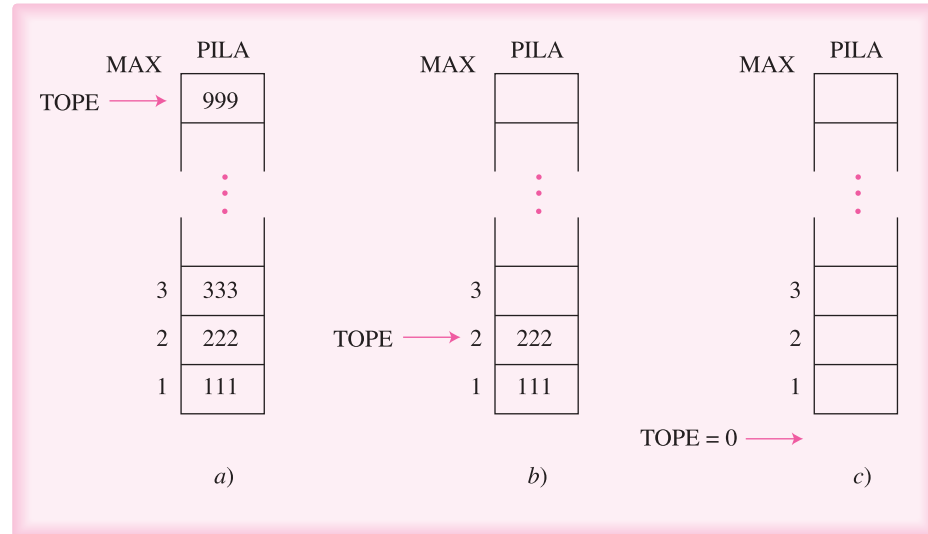 PILA PILA PILA
MAX MAX MAX
TOPE 999
3 333 3 3
2 222 TOPE 2 222 2
1 111 1 111 1
TOPE = 0
a) b) c)